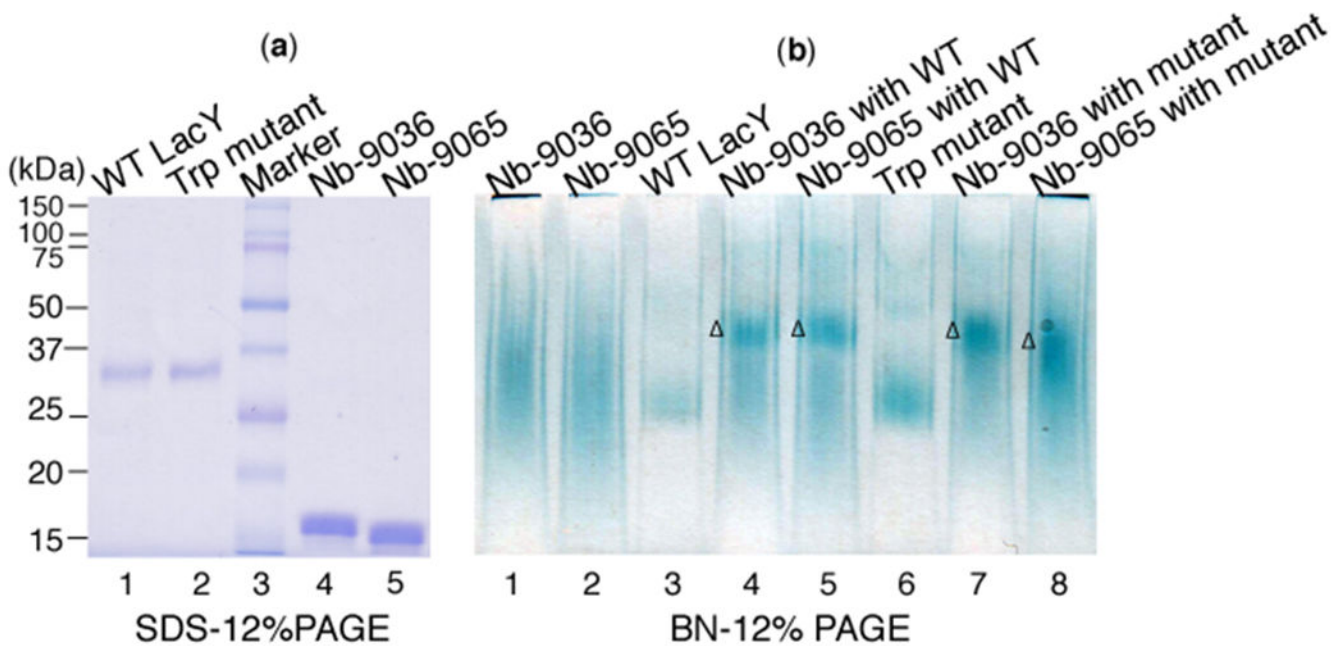 (a)
(b)
(kDa)
WT LacY
Trp mutant
Marker
Nb-9036
Nb-9065
150
100
75
50
37
25
20
15
1 2 3 4 5
SDS-12%PAGE
Nb-9036
Nb-9065
WT LacY
Nb-9036 with WT
Nb-9065 with WT
Trp mutant
Nb-9036 with mutant
Nb-9065 with mutant
Δ Δ Δ Δ
1 2 3 4 5 6 7 8
BN-12% PAGE